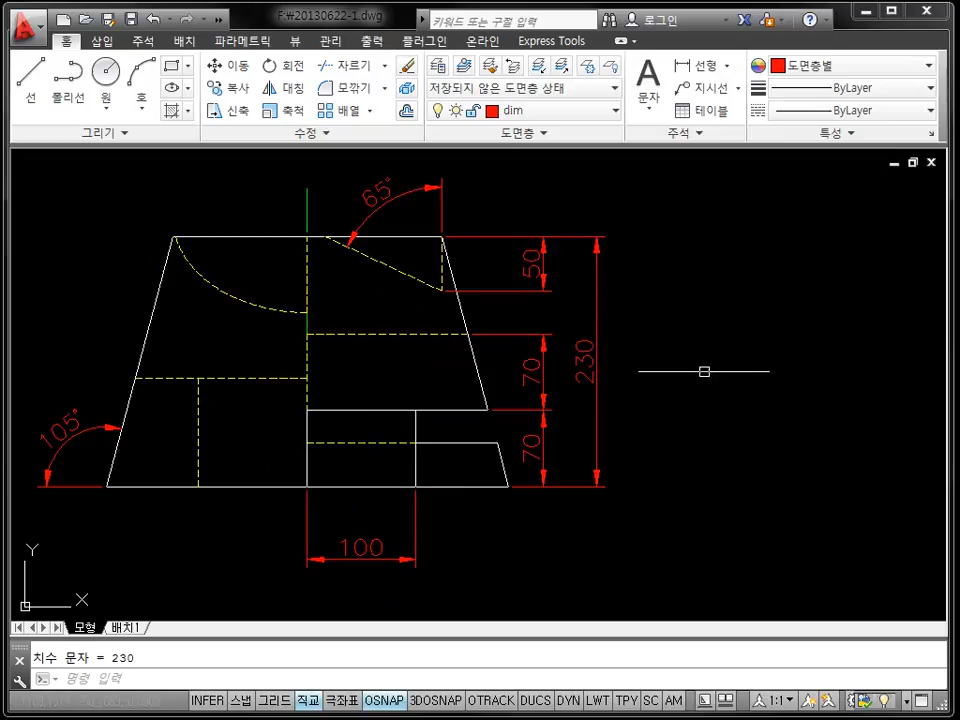 F:#20130622-1.dwg
키워드 또는 구절 입력
로그인
홈 삽입 주석 배치 파라메트릭 뷰 관리 출력 플러그인 온라인 Express Tools
이동 회전 자르기
복사 대칭 모깎기
신축 축척 배열
선 폴리선 원 호
저장되지 않은 도면층 상태
dim
문자
선형
지시선
테이블
도면층별
ByLayer
ByLayer
그리기 수정 도면층 주석 특성
65°
50
70
230
105°
70
100
Y
X
모형 배치1
치수 문자 = 230
명령 입력
INFER 스냅 그리드 직교 극좌표 OSNAP 3DOSNAP OTRACK DUCS DYN LWT TPY SC AM 1:1